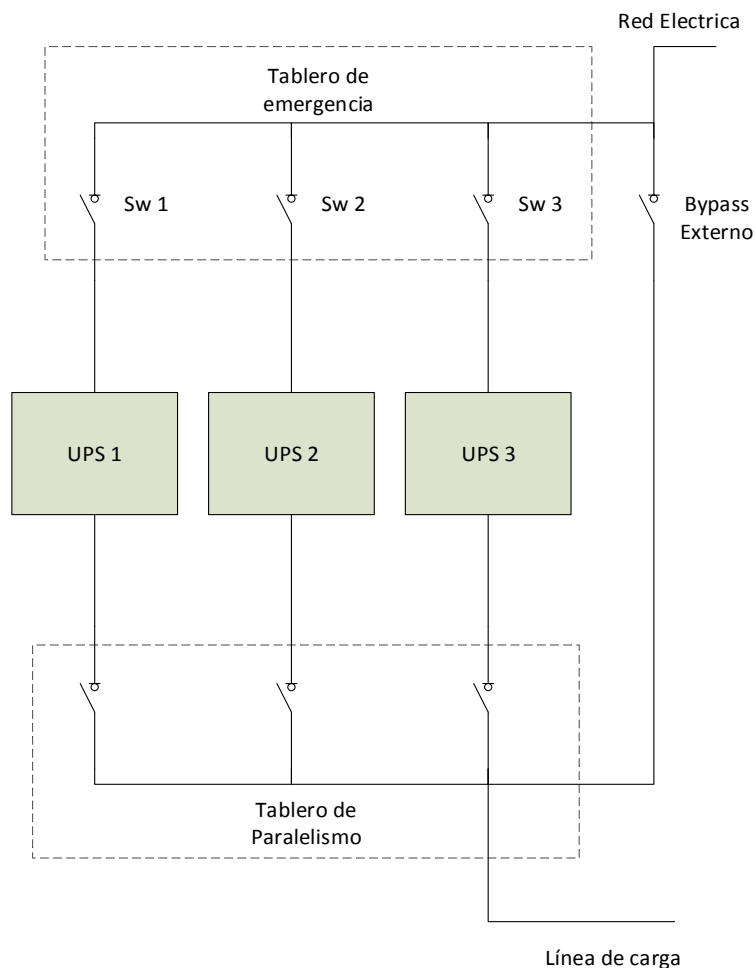 Red Electrica
Tablero de
emergencia
Sw 1
Sw 2
Sw 3
Bypass
Externo
UPS 1
UPS 2
UPS 3
Tablero de
Paralelismo
Línea de carga